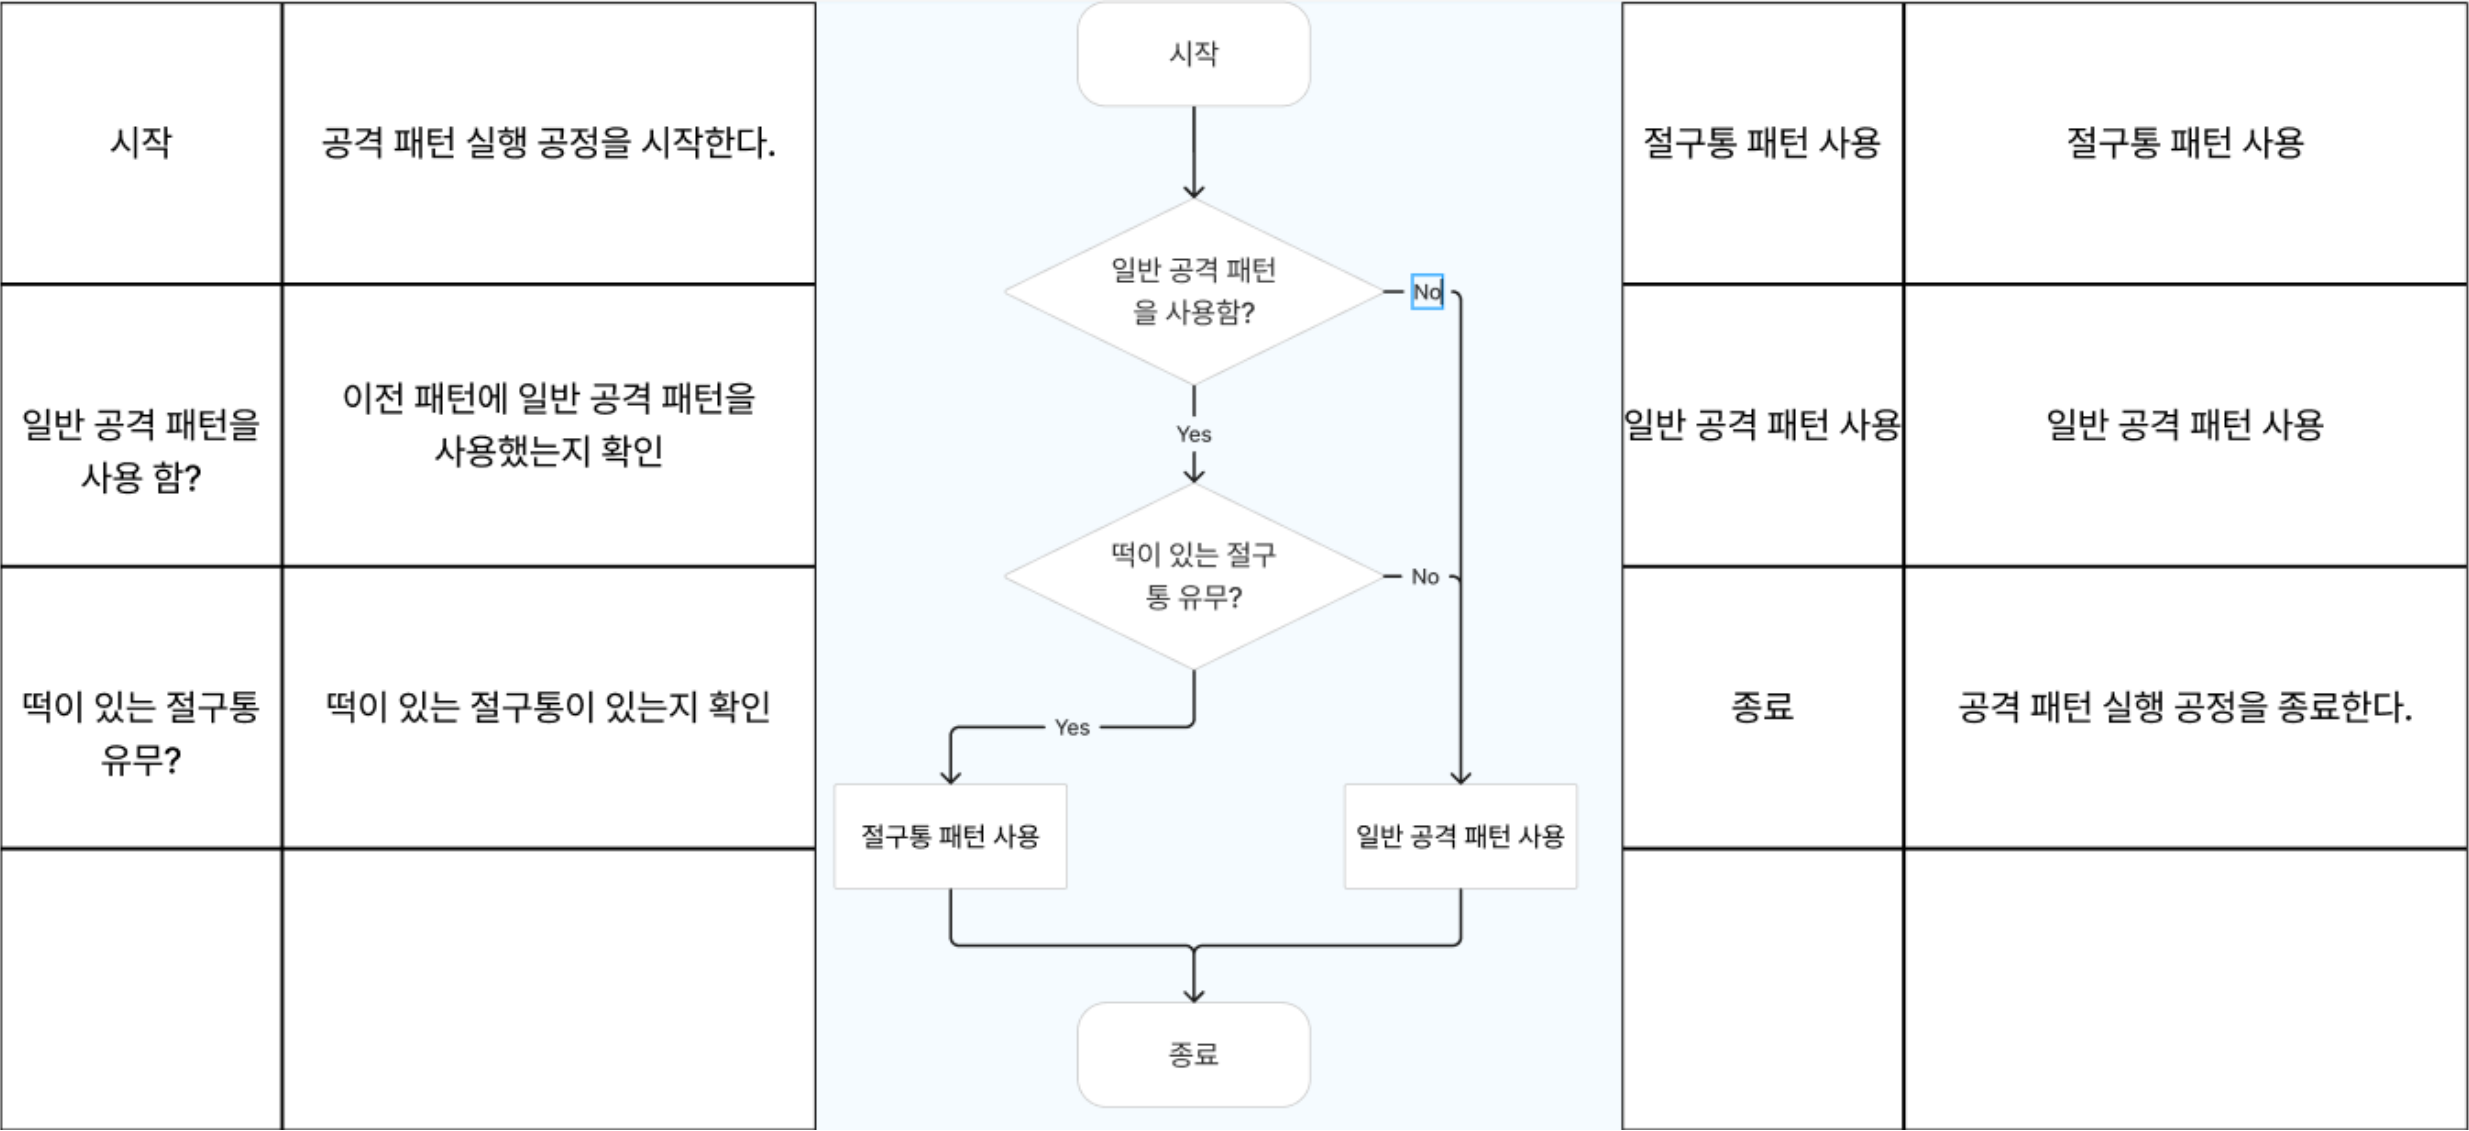 시작
공격 패턴 실행 공정을 시작한다.
일반 공격 패턴을
사용 함?
이전 패턴에 일반 공격 패턴을
사용했는지 확인
떡이 있는 절구통
유무?
떡이 있는 절구통이 있는지 확인
시작
일반 공격 패턴
을 사용함?
No
Yes
떡이 있는 절구
통 유무?
No
Yes
절구통 패턴 사용
일반 공격 패턴 사용
종료
절구통 패턴 사용
절구통 패턴 사용
일반 공격 패턴 사용
일반 공격 패턴 사용
종료
공격 패턴 실행 공정을 종료한다.